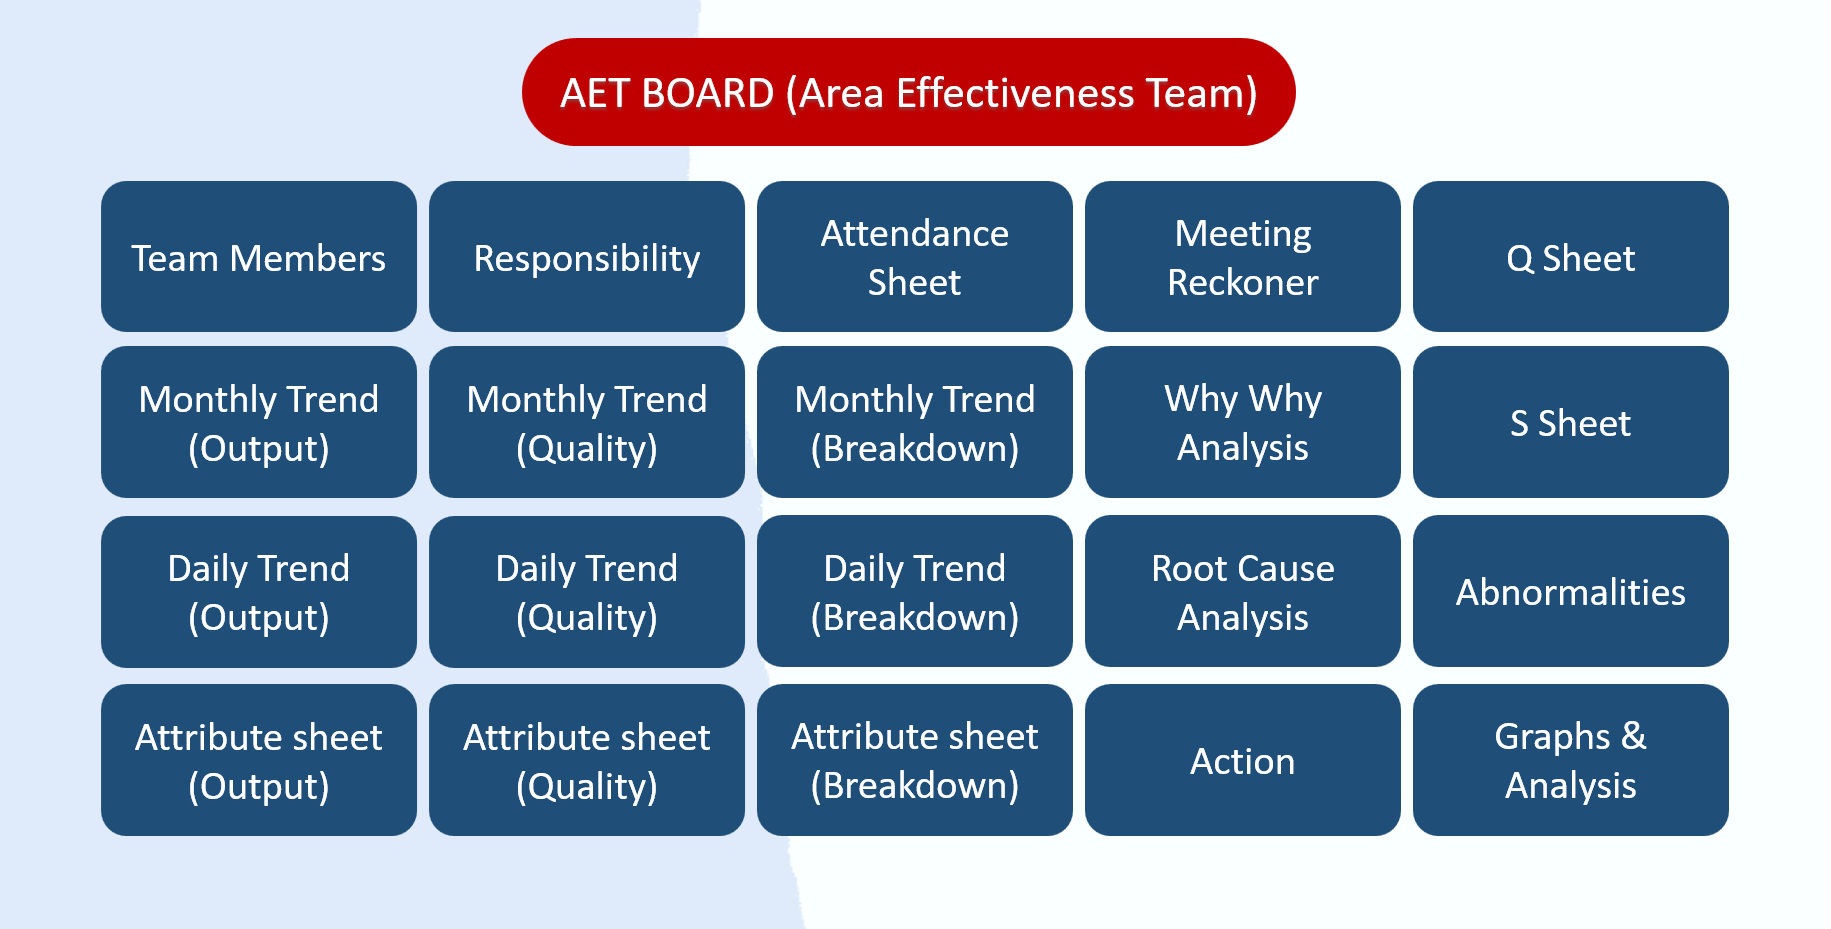 AET BOARD (Area Effectiveness Team)
Team Members
Responsibility
Attendance
Sheet
Meeting
Reckoner
Q Sheet
Monthly Trend
(Output)
Monthly Trend
(Quality)
Monthly Trend
(Breakdown)
Why Why
Analysis
S Sheet
Daily Trend
(Output)
Daily Trend
(Quality)
Daily Trend
(Breakdown)
Root Cause
Analysis
Abnormalities
Attribute sheet
(Output)
Attribute sheet
(Quality)
Attribute sheet
(Breakdown)
Action
Graphs &
Analysis